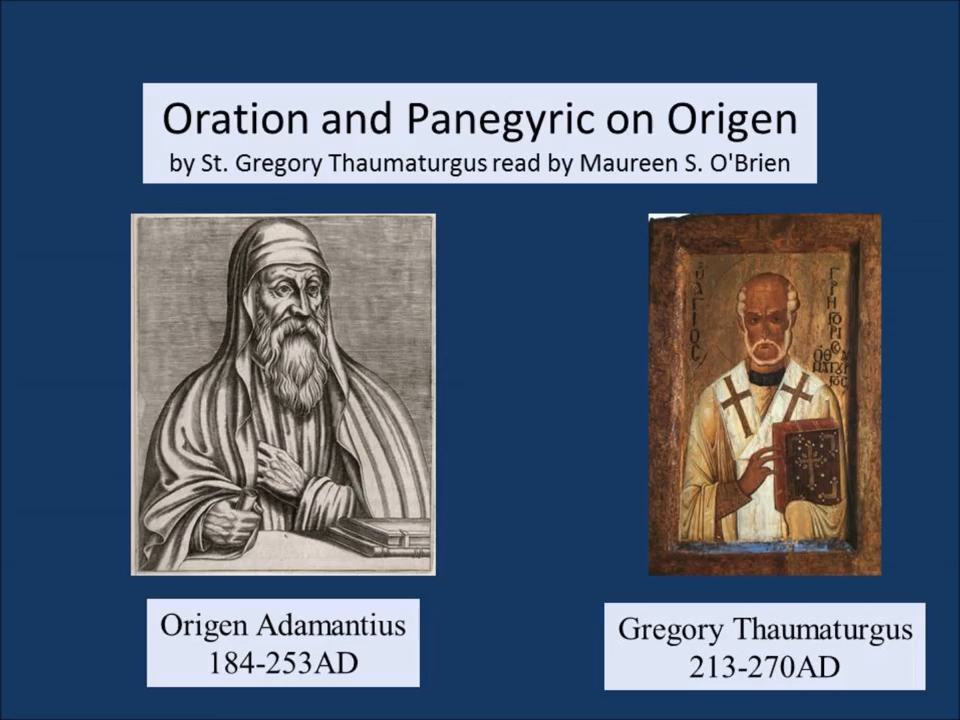 Oration and Panegyric on Origen
by St. Gregory Thaumaturgus read by Maureen S. O'Brien
Origen Adamantius
184-253AD
Gregory Thaumaturgus
213-270AD